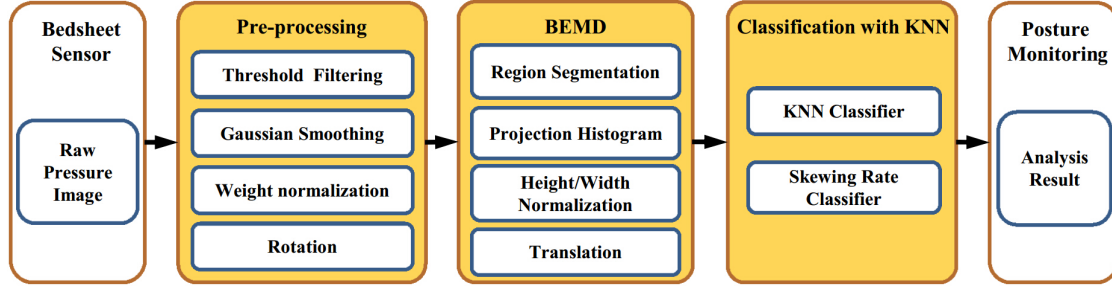 Bedsheet
Sensor
Raw
Pressure
Image
Pre-processing
Threshold Filtering
Gaussian Smoothing
Weight normalization
Rotation
BEMD
Region Segmentation
Projection Histogram
Height/Width
Normalization
Translation
Classification with KNN
KNN Classifier
Skewing Rate
Classifier
Posture
Monitoring
Analysis
Result